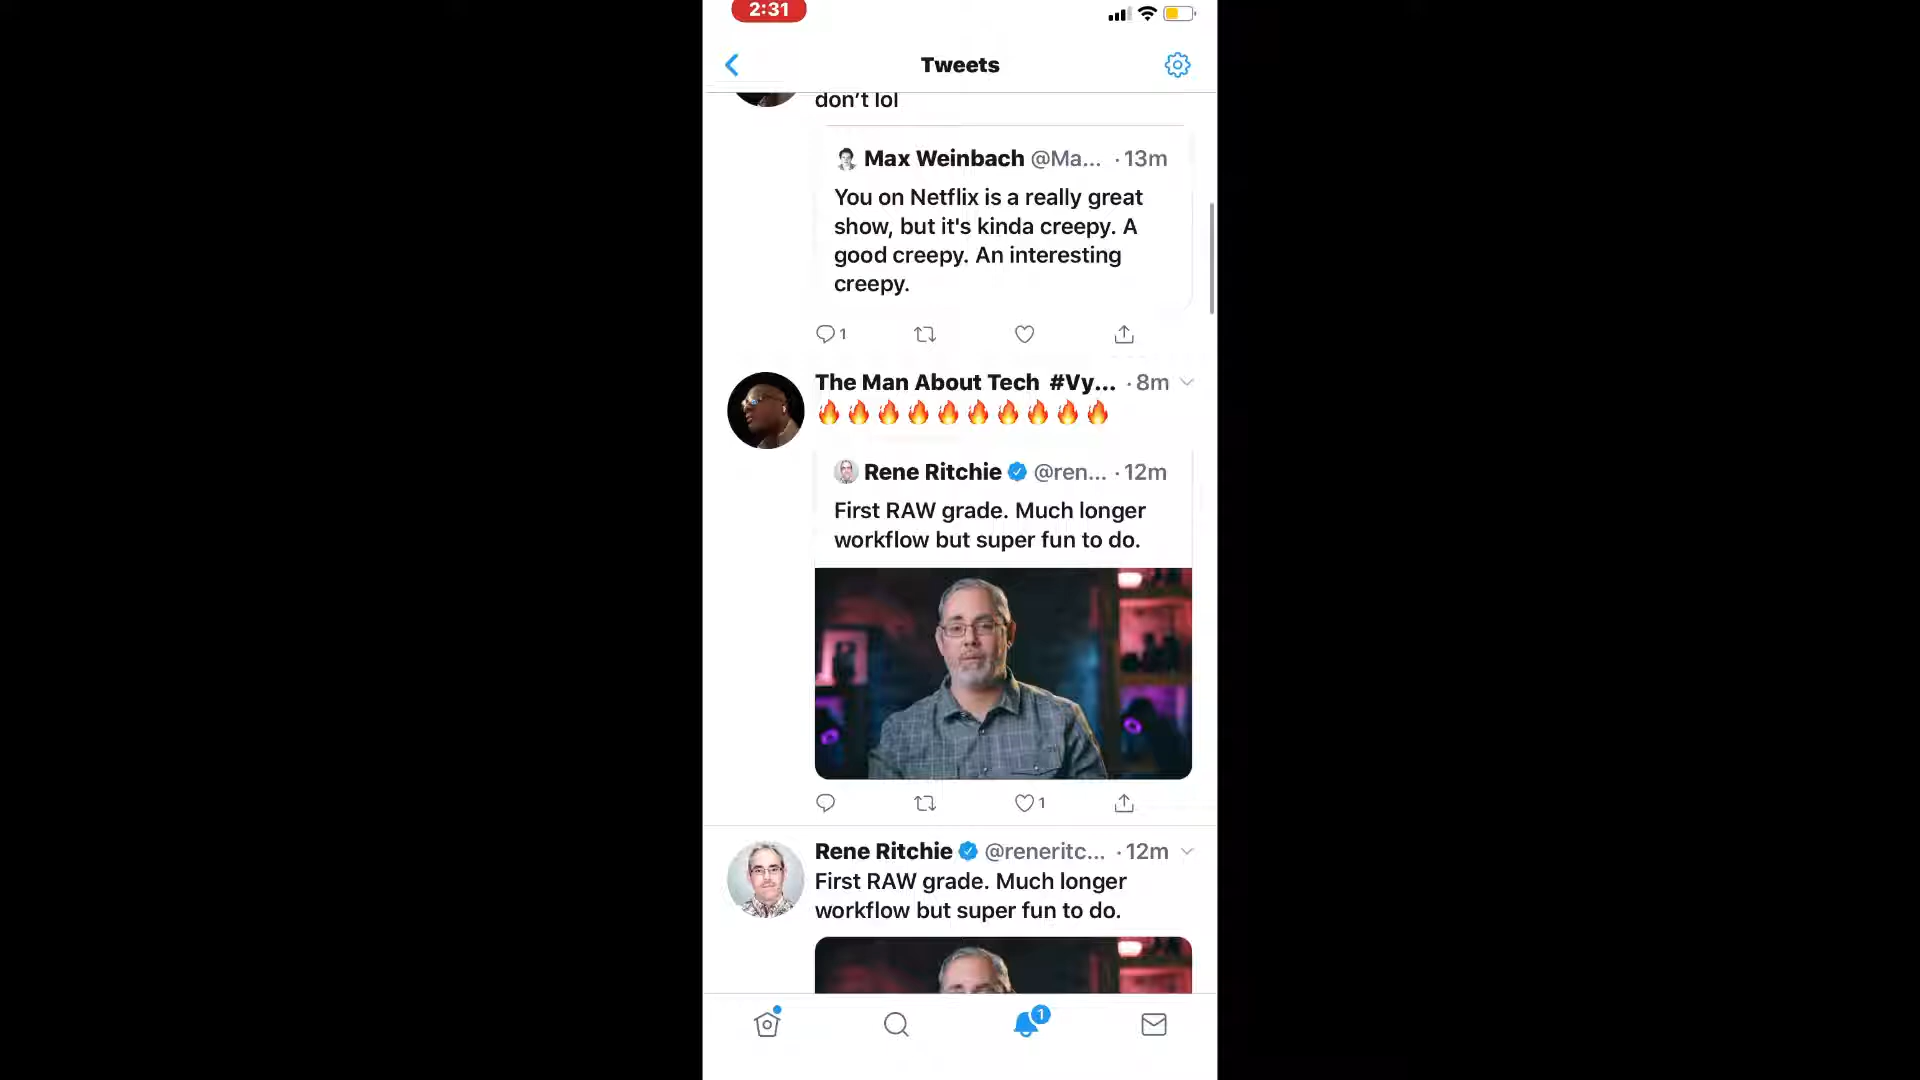 2:31
Tweets
don't lol
Max Weinbach @Ma... · 13m
You on Netflix is a really great
show, but it's kinda creepy. A
good creepy. An interesting
creepy.
1
The Man About Tech #Vy... · 8m
🔥🔥🔥🔥🔥🔥🔥🔥🔥🔥
Rene Ritchie @ren... · 12m
First RAW grade. Much longer
workflow but super fun to do.
1
Rene Ritchie @reneritc... · 12m
First RAW grade. Much longer
workflow but super fun to do.
1